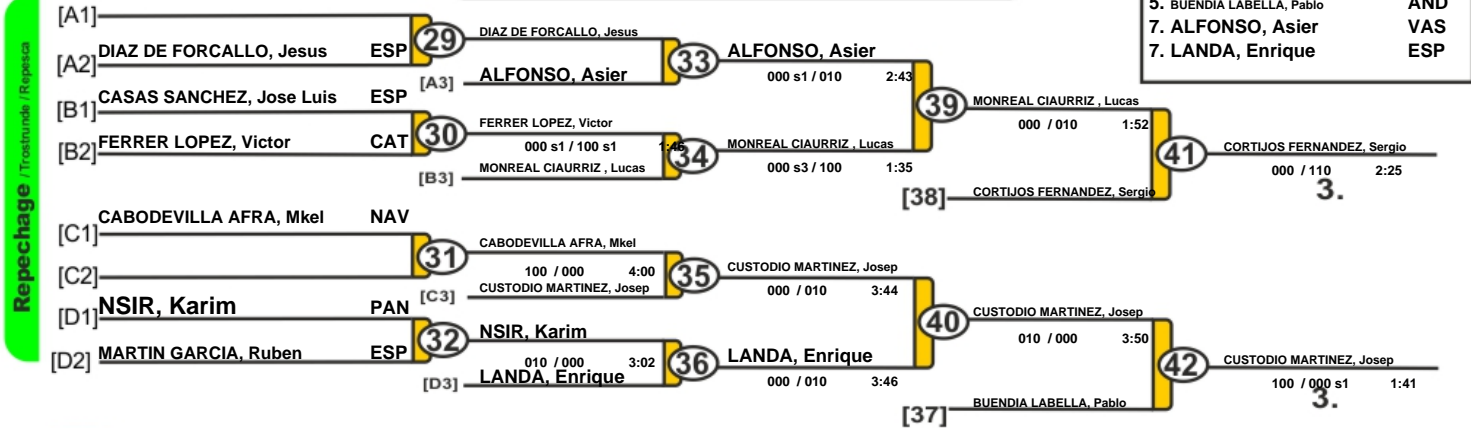 Repechage /Trostrunde / Repesca
5. BUENDIA LABELLA, Pablo AND
7. ALFONSO, Asier VAS
7. LANDA, Enrique ESP
[A1]
[A2] DIAZ DE FORCALLO, Jesus ESP
29
DIAZ DE FORCALLO, Jesus
[A3] ALFONSO, Asier
33
ALFONSO, Asier
000 s1 / 010 2:43
[B1] CASAS SANCHEZ, Jose Luis ESP
[B2] FERRER LOPEZ, Victor CAT
30
FERRER LOPEZ, Victor
000 s1 / 100 s1 1:46
[B3] MONREAL CIAURRIZ , Lucas
34
MONREAL CIAURRIZ , Lucas
000 s3 / 100 1:35
39
MONREAL CIAURRIZ , Lucas
000 / 010 1:52
[38] CORTIJOS FERNANDEZ, Sergio
41
CORTIJOS FERNANDEZ, Sergio
000 / 110 2:25
3.
[C1] CABODEVILLA AFRA, Mkel NAV
[C2]
31
CABODEVILLA AFRA, Mkel
100 / 000 4:00
[C3] CUSTODIO MARTINEZ, Josep
35
CUSTODIO MARTINEZ, Josep
000 / 010 3:44
[D1] NSIR, Karim PAN
[D2] MARTIN GARCIA, Ruben ESP
32
NSIR, Karim
010 / 000 3:02
[D3] LANDA, Enrique
36
LANDA, Enrique
000 / 010 3:46
40
CUSTODIO MARTINEZ, Josep
010 / 000 3:50
[37] BUENDIA LABELLA, Pablo
42
CUSTODIO MARTINEZ, Josep
100 / 000 s1 1:41
3.